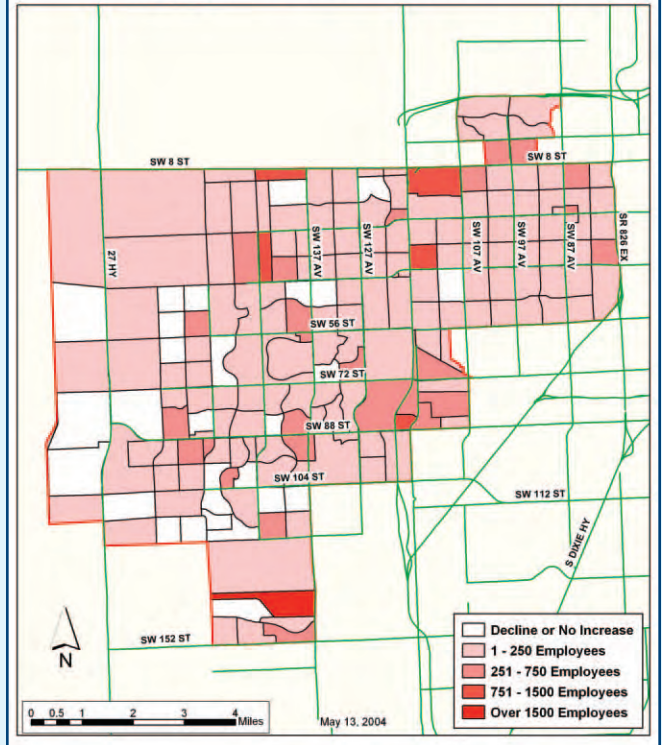 SW 8 ST
SW 8 ST
27 HY
SW 137 AV
SW 127 AV
SW 107 AV
SW 97 AV
SW 87 AV
SR 826 EX
SW 56 ST
SW 72 ST
SW 88 ST
SW 104 ST
SW 112 ST
S DIXIE HY
SW 152 ST
N
Decline or No Increase
1 - 250 Employees
251 - 750 Employees
751 - 1500 Employees
Over 1500 Employees
0 0.5 1 2 3 4
Miles
May 13, 2004